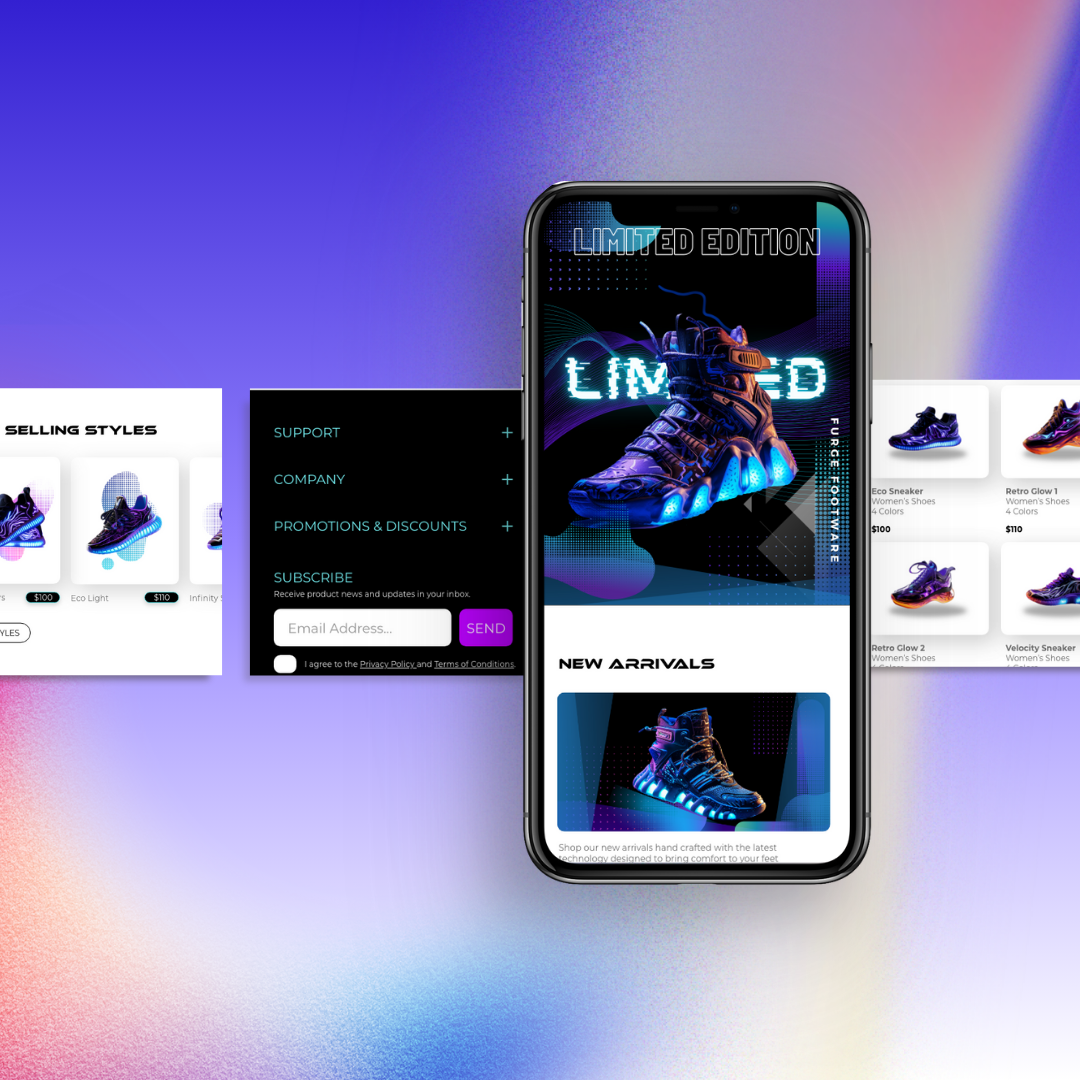 SELLING STYLES
$100
Eco Light
$110
Infinity
SUPPORT +
COMPANY +
PROMOTIONS & DISCOUNTS +
SUBSCRIBE
Receive product news and updates in your inbox.
Email Address...
SEND
I agree to the Privacy Policy and Terms of Conditions.
LIMITED EDITION
LIM ED
FURGE FOOTWARE
NEW ARRIVALS
Shop our new arrivals hand crafted with the latest
technology designed to bring comfort to your feet
Eco Sneaker
Women's Shoes
4 Colors
$100
Retro Glow 1
Women's Shoes
4 Colors
$110
Retro Glow 2
Women's Shoes
4 Colors
Velocity Sneaker
Women's Shoes
4 Colors